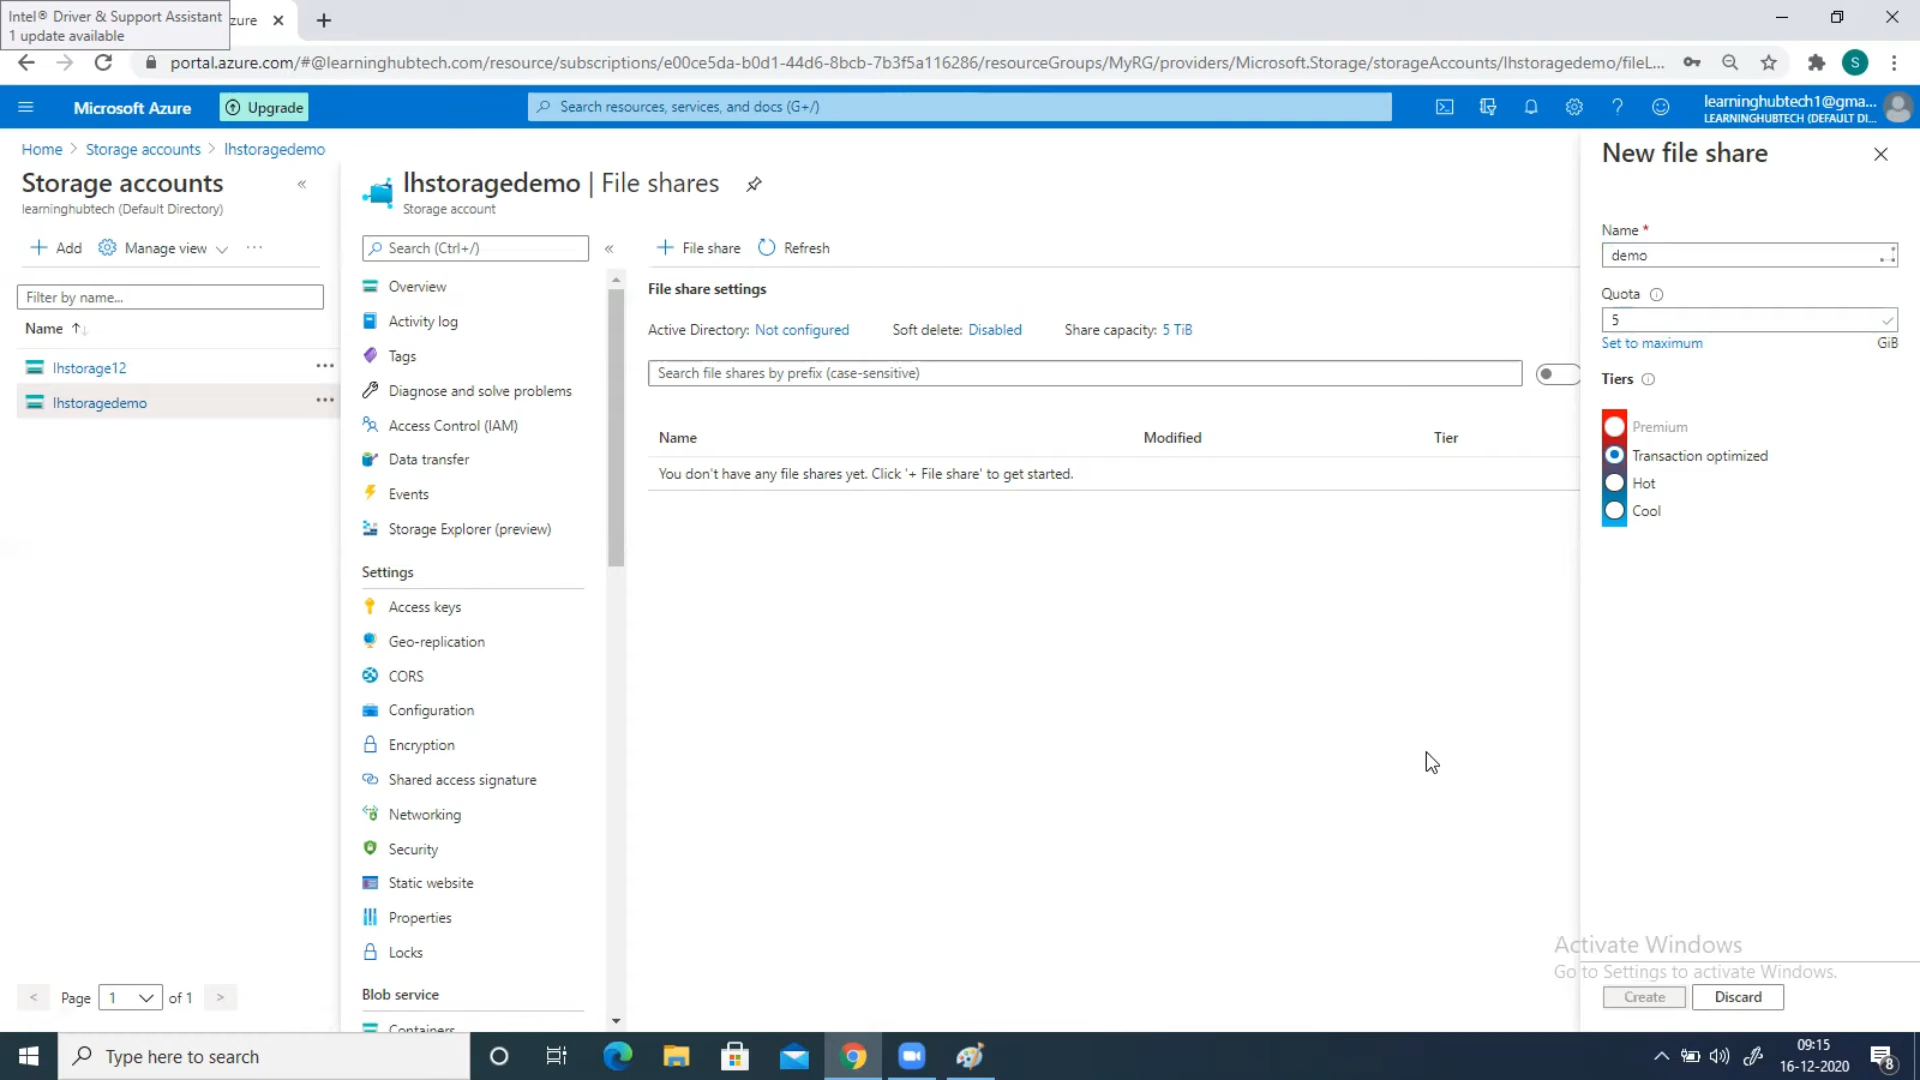 Intel® Driver & Support Assistant
1 update available
zure
portal.azure.com/#@learninghubtech.com/resource/subscriptions/e00ce5da-b0d1-44d6-8bcb-7b3f5a116286/resourceGroups/MyRG/providers/Microsoft.Storage/storageAccounts/lhstoragedemo/fileL...
S
Microsoft Azure
Upgrade
Search resources, services, and docs (G+/)
learninghubtech1@gma...
LEARNINGHUBTECH (DEFAULT DI...
Home > Storage accounts > lhstoragedemo
Storage accounts
learninghubtech (Default Directory)
Add
Manage view
Filter by name...
Name
lhstorage12
lhstoragedemo
Page 1 of 1
lhstoragedemo | File shares
Storage account
Search (Ctrl+/)
Overview
Activity log
Tags
Diagnose and solve problems
Access Control (IAM)
Data transfer
Events
Storage Explorer (preview)
Settings
Access keys
Geo-replication
CORS
Configuration
Encryption
Shared access signature
Networking
Security
Static website
Properties
Locks
Blob service
Containers
File share
Refresh
File share settings
Active Directory: Not configured
Soft delete: Disabled
Share capacity: 5 TiB
Search file shares by prefix (case-sensitive)
Name
Modified
Tier
You don't have any file shares yet. Click '+ File share' to get started.
New file share
Name *
demo
Quota
5
Set to maximum
GiB
Tiers
Premium
Transaction optimized
Hot
Cool
Activate Windows
Go to Settings to activate Windows.
Create
Discard
Type here to search
09:15
16-12-2020
8